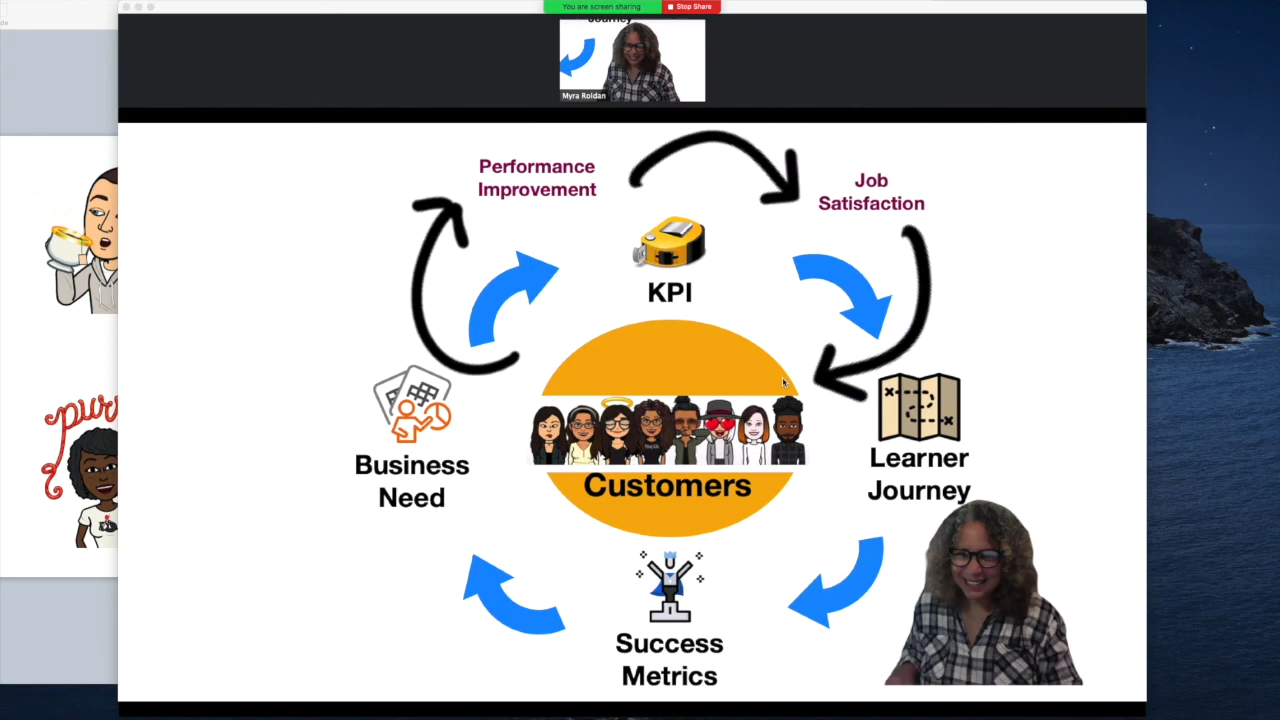 You are screen sharing
Stop Share
Journey
Myra Roldan
Performance
Improvement
Job
Satisfaction
KPI
Business
Need
Customers
Learner
Journey
Success
Metrics